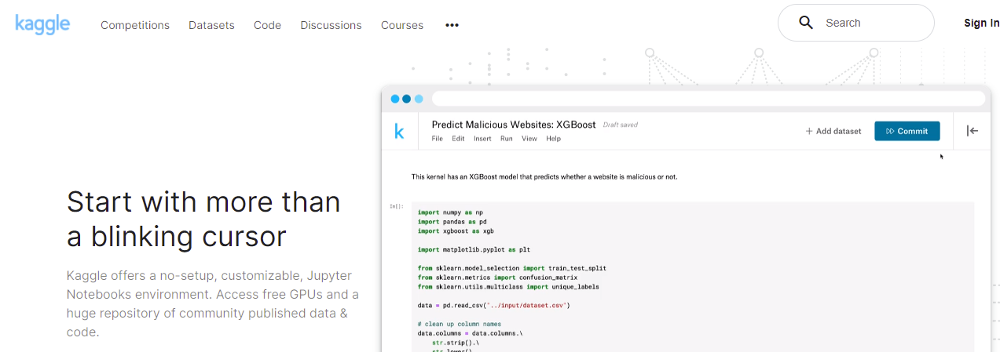 kaggle
Competitions Datasets Code Discussions Courses ••• Search Sign In
Predict Malicious Websites: XGBoost Draft saved
File Edit Insert Run View Help
+ Add dataset Commit
k
This kernel has an XGBoost model that predicts whether a website is malicious or not.
Start with more than
a blinking cursor
Kaggle offers a no-setup, customizable, Jupyter
Notebooks environment. Access free GPUs and a
huge repository of community published data &
code.
In[]:
import numpy as np
import pandas as pd
import xgboost as xgb
import matplotlib.pyplot as plt
from sklearn.model_selection import train_test_split
from sklearn.metrics import confusion_matrix
from sklearn.utils.multiclass import unique_labels
data = pd.read_csv('../input/dataset.csv')
# clean up column names
data.columns = data.columns.\
str.strip().\
str.lower()